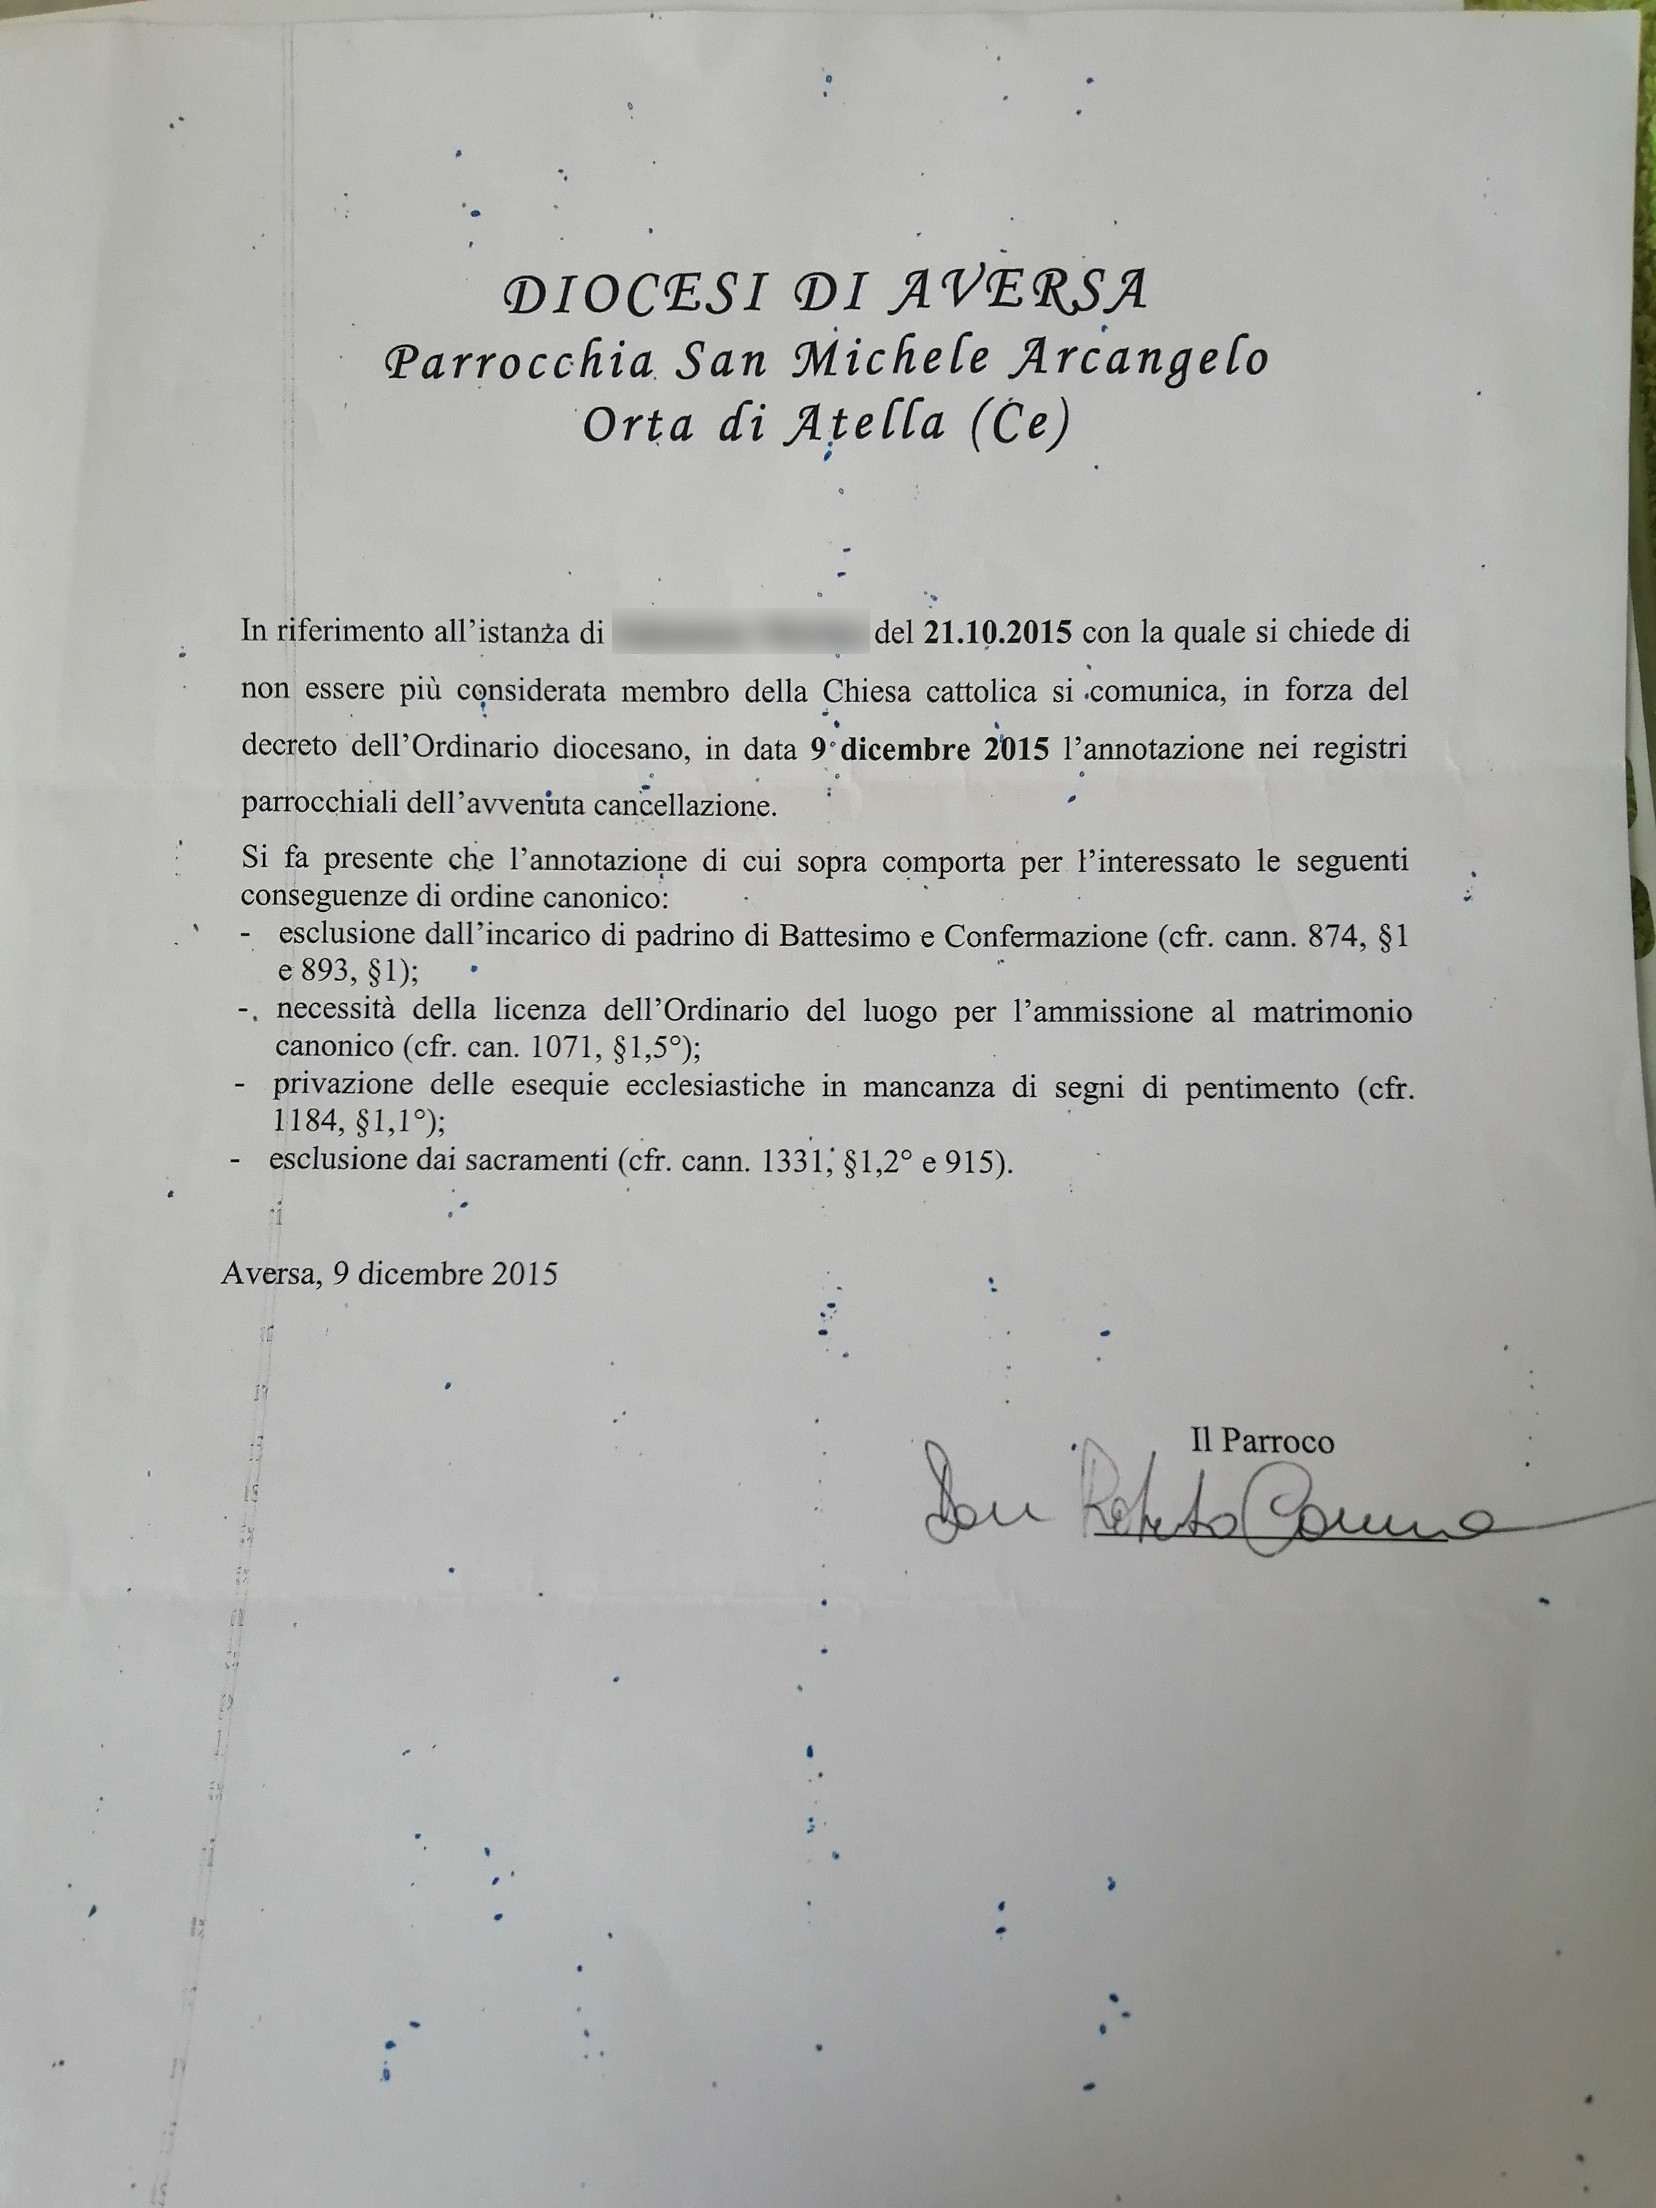 DIOCESI DI AVERSA
Parrocchia San Michele Arcangelo
Orta di Atella (Ce)
In riferimento all'istanza di del 21.10.2015 con la quale si chiede di
non essere più considerata membro della Chiesa cattolica si comunica, in forza del
decreto dell'Ordinario diocesano, in data 9 dicembre 2015 l'annotazione nei registri
parrocchiali dell'avvenuta cancellazione.
Si fa presente che l'annotazione di cui sopra comporta per l'interessato le seguenti
conseguenze di ordine canonico:
- esclusione dall'incarico di padrino di Battesimo e Confermazione (cfr. cann. 874, §1
e 893, §1);
- necessità della licenza dell'Ordinario del luogo per l'ammissione al matrimonio
canonico (cfr. can. 1071, §1,5°);
- privazione delle esequie ecclesiastiche in mancanza di segni di pentimento (cfr.
1184, §1,1°);
- esclusione dai sacramenti (cfr. cann. 1331, §1,2° e 915).
Aversa, 9 dicembre 2015
Il Parroco
Don Roberto